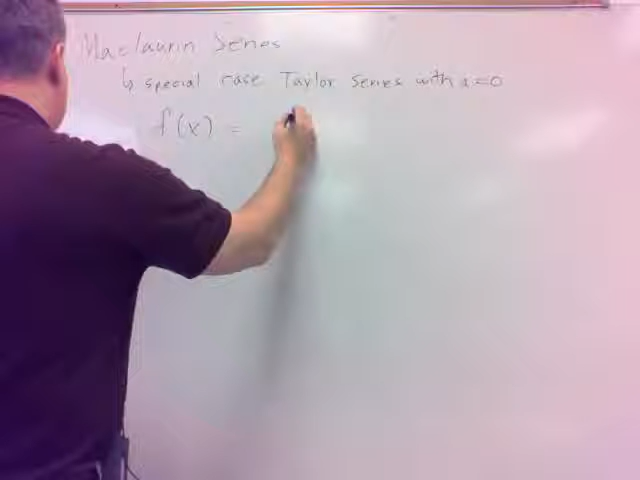 Maclaurin Series
↳ special case Taylor Series with a=0
f(x) =